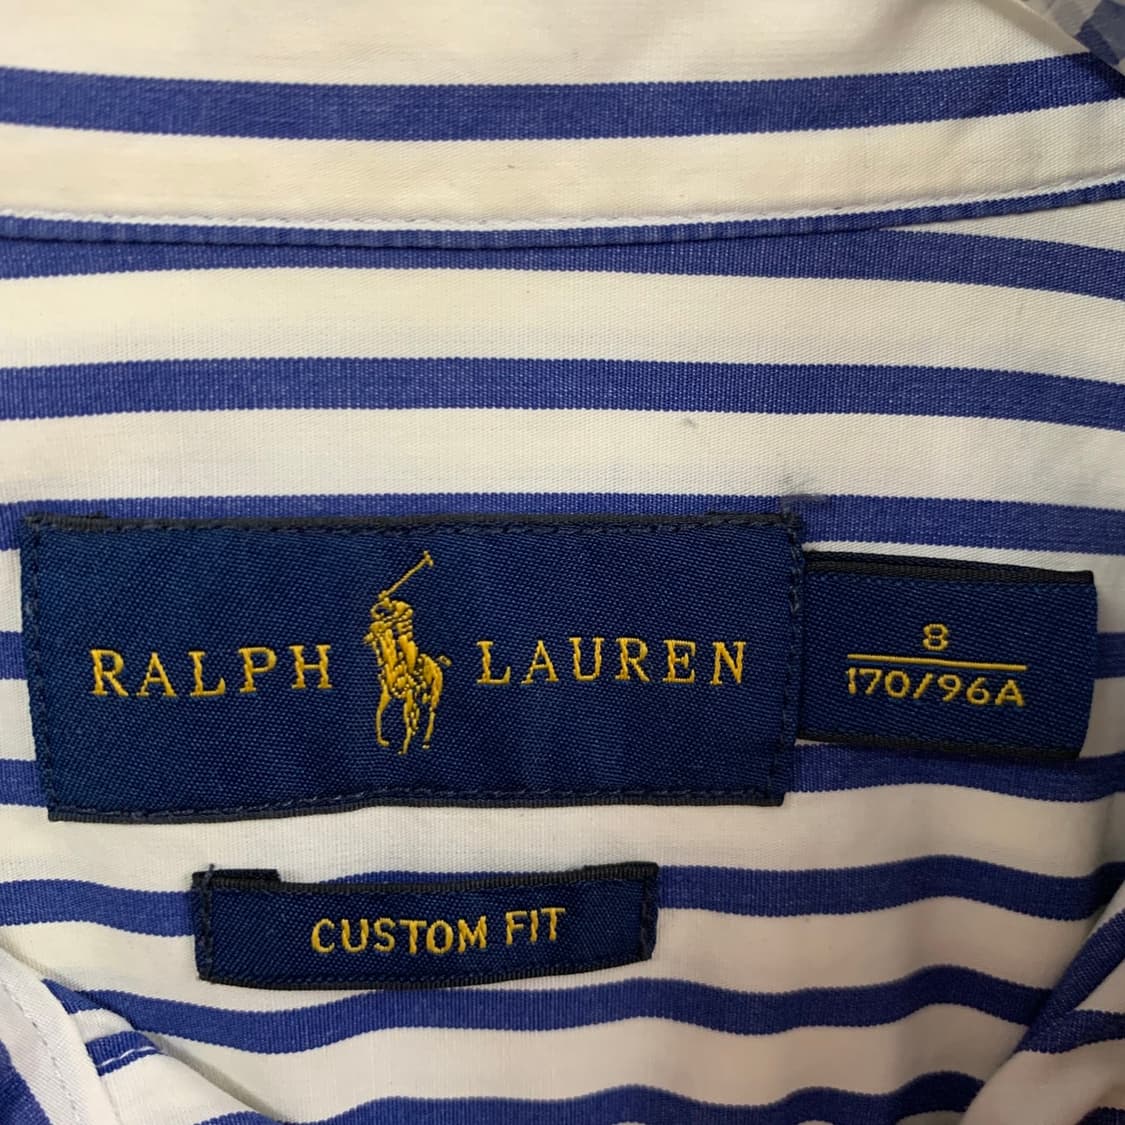 RALPH LAUREN
8
170/96A
CUSTOM FIT